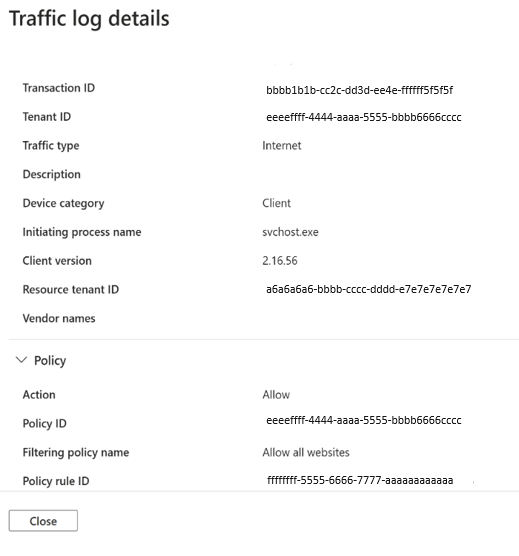 Traffic log details
Transaction ID bbbb1b1b-cc2c-dd3d-ee4e-ffffff5f5f5f
Tenant ID eeeeffff-4444-aaaa-5555-bbbb6666cccc
Traffic type Internet
Description
Device category Client
Initiating process name svchost.exe
Client version 2.16.56
Resource tenant ID a6a6a6a6-bbbb-cccc-dddd-e7e7e7e7e7e7
Vendor names
Policy
Action Allow
Policy ID eeeeffff-4444-aaaa-5555-bbbb6666cccc
Filtering policy name Allow all websites
Policy rule ID ffffffff-5555-6666-7777-aaaaaaaaaaaa
Close